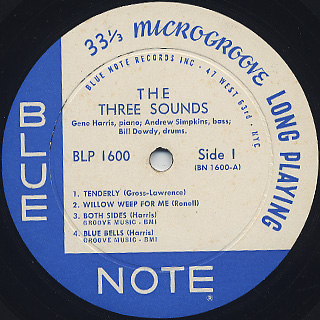 33⅓ MICROGROOVE LONG PLAYING
BLUE NOTE RECORDS INC · 47 WEST 63rd · NYC
THE
THREE SOUNDS
Gene Harris, piano; Andrew Simpkins, bass;
Bill Dowdy, drums.
BLP 1600
Side 1
(BN 1600-A)
1. TENDERLY (Gross-Lawrence)
2. WILLOW WEEP FOR ME (Ronell)
3. BOTH SIDES (Harris)
GROOVE MUSIC - BMI
4. BLUE BELLS (Harris)
GROOVE MUSIC - BMI
BLUE
NOTE
®